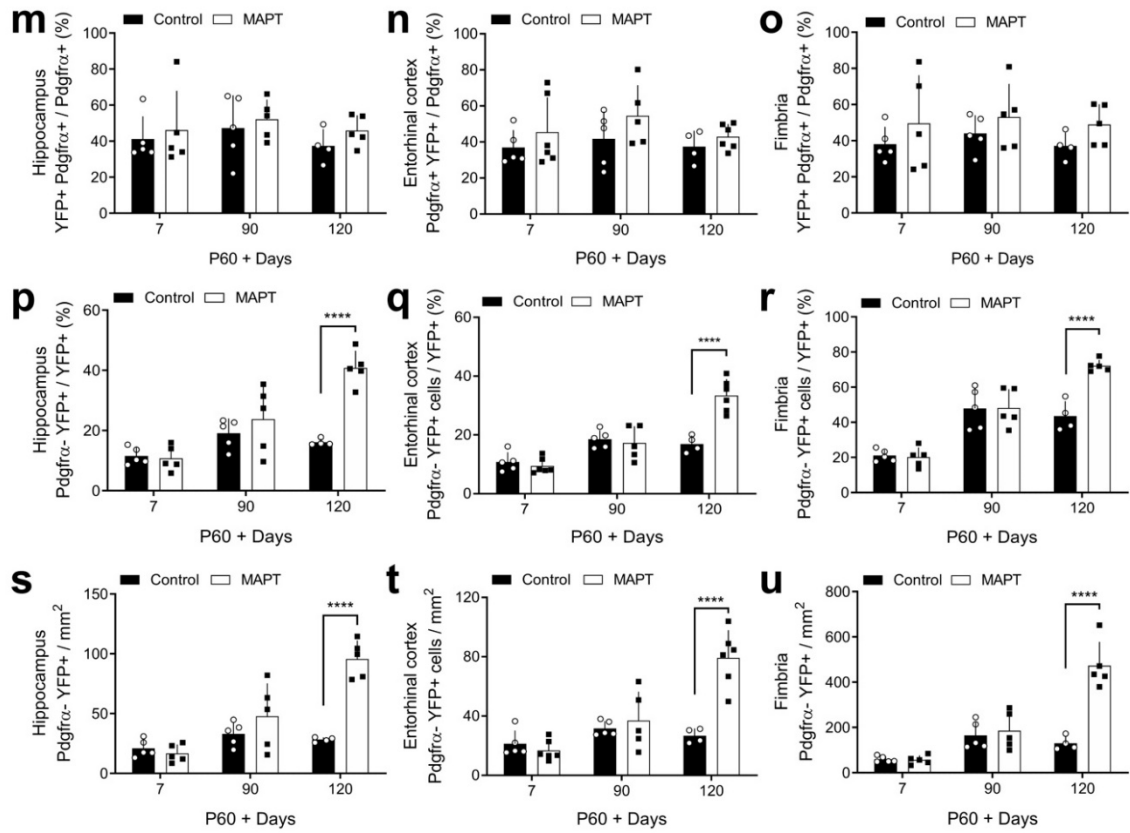 m
Control MAPT
Hippocampus
YFP+ Pdgfrα+ / Pdgfrα+ (%)
100
80
60
40
20
0
7 90 120
P60 + Days
n
Control MAPT
Entorhinal cortex
Pdgfrα+ YFP+ / Pdgfrα+ (%)
100
80
60
40
20
0
7 90 120
P60 + Days
o
Control MAPT
Fimbria
YFP+ Pdgfrα+ / Pdgfrα+ (%)
100
80
60
40
20
0
7 90 120
P60 + Days
p
Control MAPT
Hippocampus
Pdgfrα- YFP+ / YFP+ (%)
60
40
20
0
****
7 90 120
P60 + Days
q
Control MAPT
Entorhinal cortex
Pdgfrα- YFP+ cells / YFP+ (%)
60
40
20
0
****
7 90 120
P60 + Days
r
Control MAPT
Fimbria
Pdgfrα- YFP+ cells / YFP+ (%)
100
80
60
40
20
0
****
7 90 120
P60 + Days
s
Control MAPT
Hippocampus
Pdgfrα- YFP+ / mm²
150
100
50
0
****
7 90 120
P60 + Days
t
Control MAPT
Entorhinal cortex
Pdgfrα- YFP+ cells / mm²
120
80
40
0
****
7 90 120
P60 + Days
u
Control MAPT
Fimbria
Pdgfrα- YFP+ / mm²
800
600
400
200
0
****
7 90 120
P60 + Days